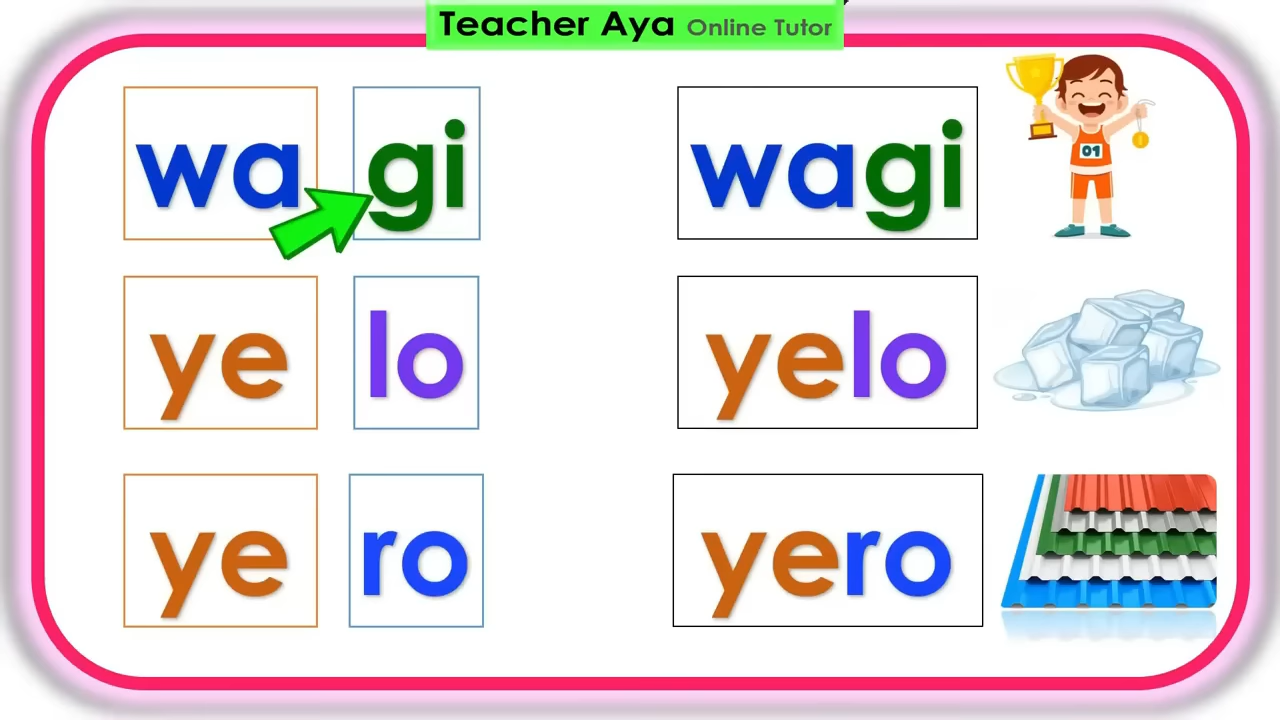 Teacher Aya Online Tutor
wa gi wagi
01
ye lo yelo
ye ro yero